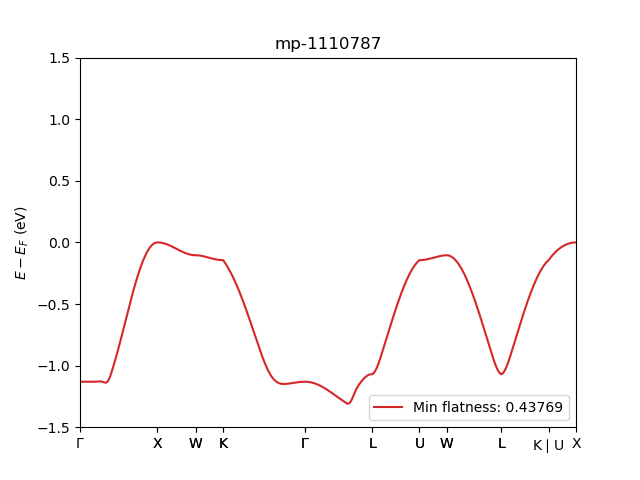 mp-1110787
1.5
1.0
0.5
0.0
−0.5
−1.0
−1.5
E − E_F (eV)
Min flatness: 0.43769
Γ X W K Γ L U W L K | U X